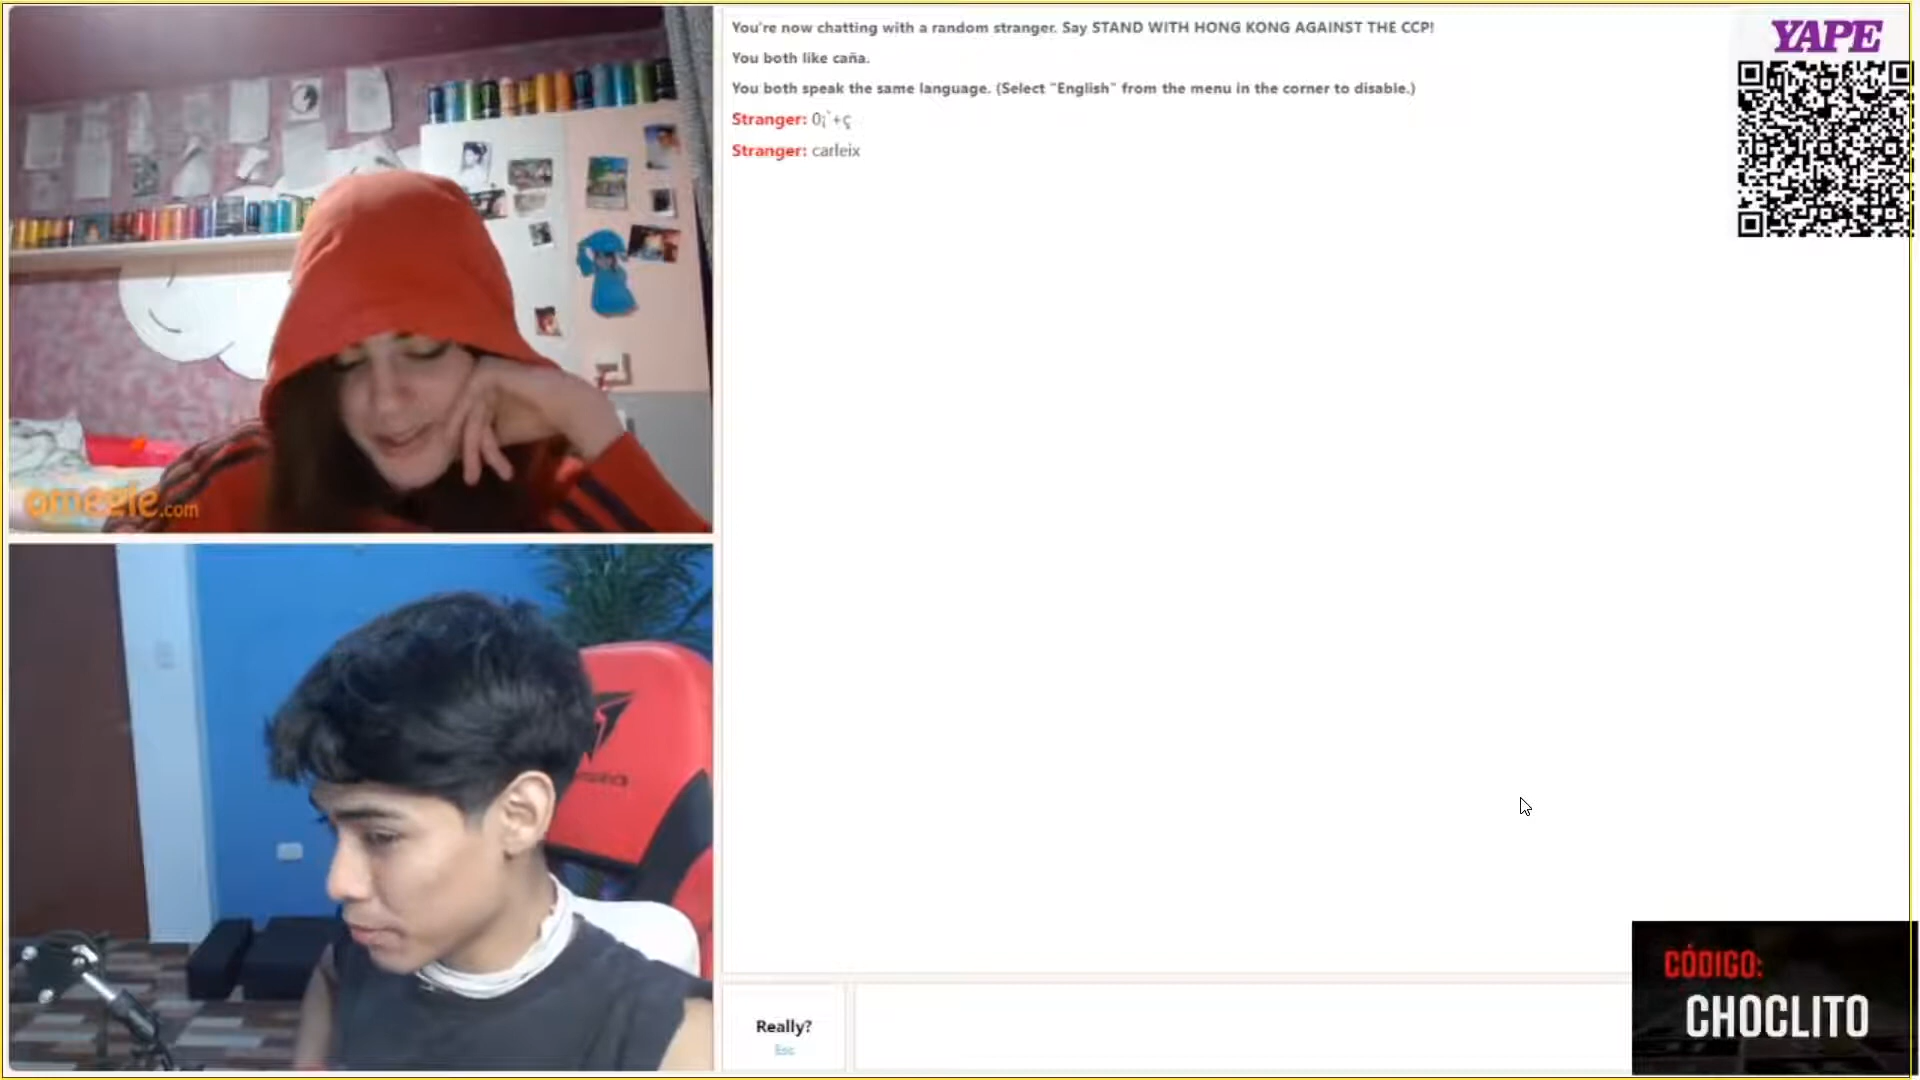 You're now chatting with a random stranger. Say STAND WITH HONG KONG AGAINST THE CCP!
You both like caña.
You both speak the same language. (Select "English" from the menu in the corner to disable.)
Stranger: 0¡`+ç
Stranger: carleix
YAPE
omegle.com
Really?
Esc
CÓDIGO:
CHOCLITO